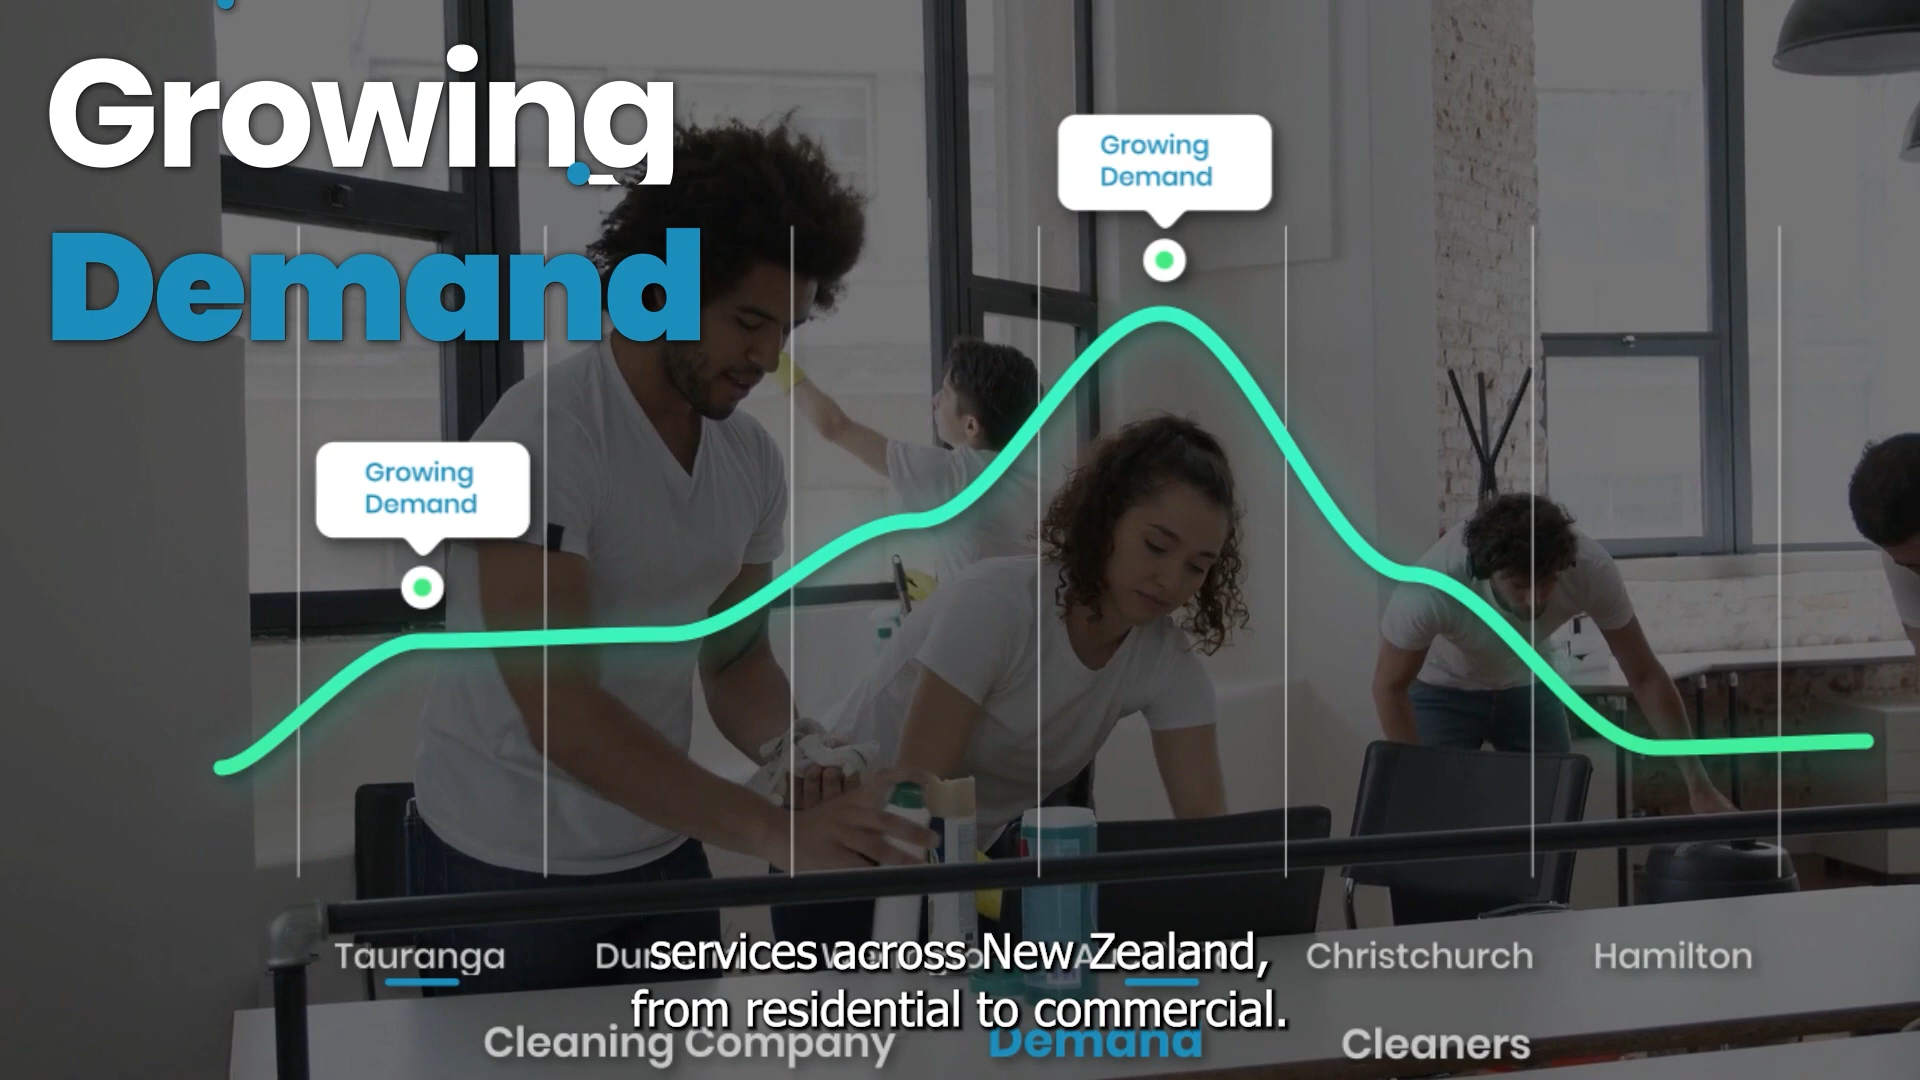 Growing
Demand
Growing
Demand
Growing
Demand
Tauranga
Christchurch
Hamilton
services across New Zealand,
from residential to commercial.
Cleaning Company
Demand
Cleaners